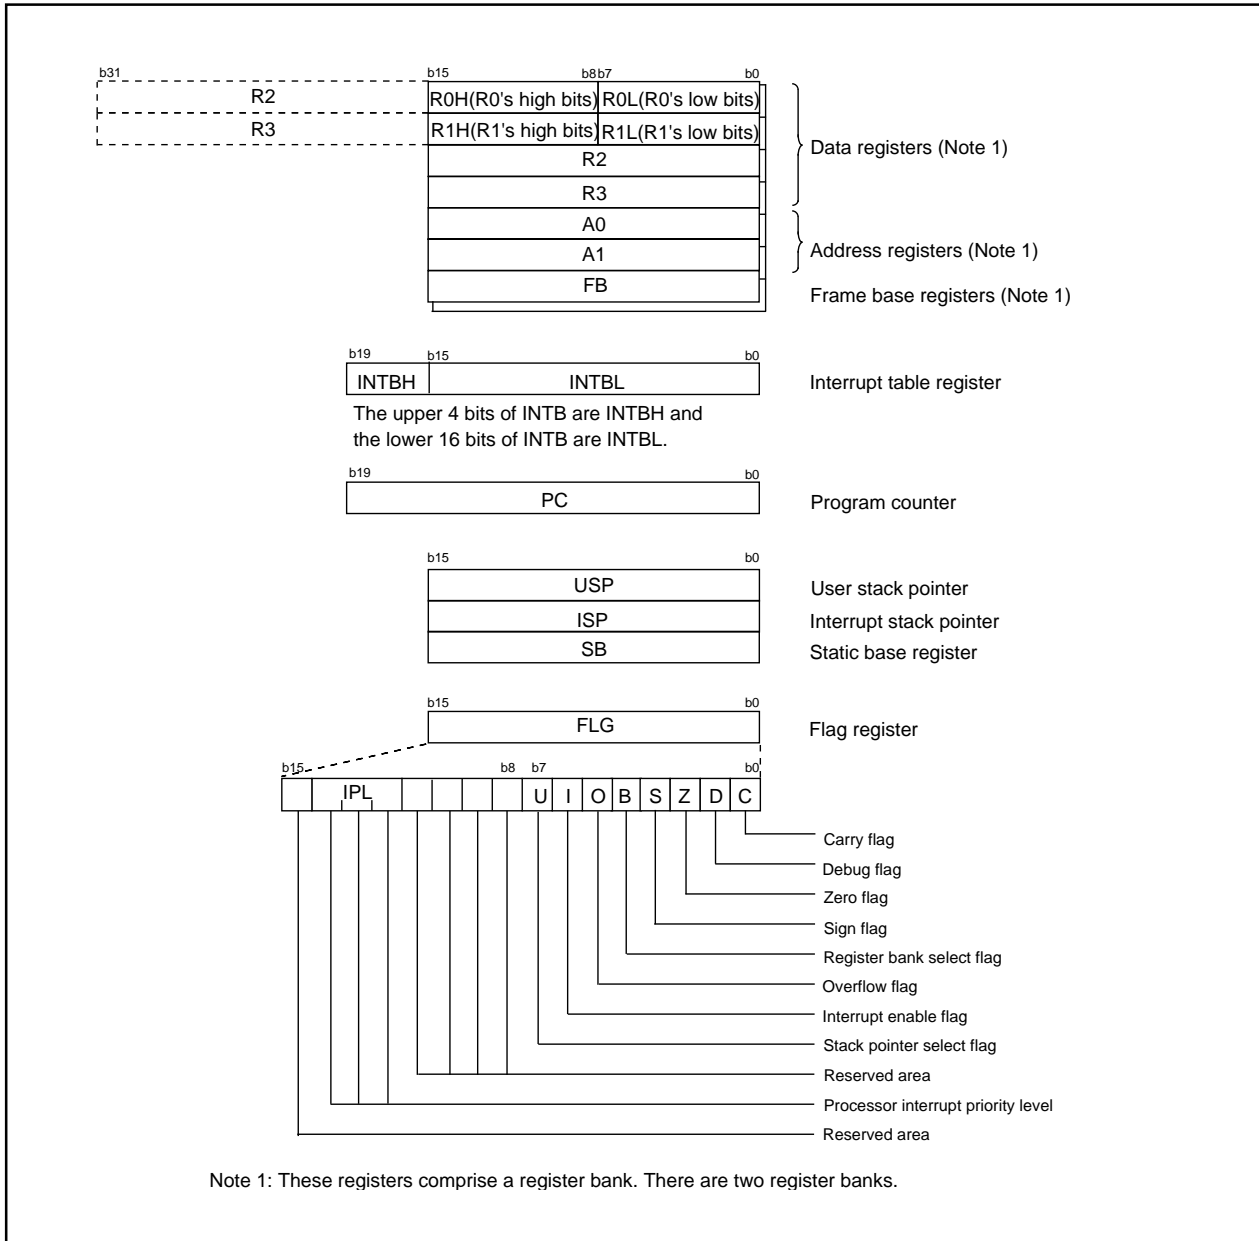 b31 b15 b8b7 b0
R2 R0H(R0's high bits) R0L(R0's low bits)
R3 R1H(R1's high bits) R1L(R1's low bits)
Data registers (Note 1)
R2
R3
A0
A1
Address registers (Note 1)
FB
Frame base registers (Note 1)
b19 b15 b0
INTBH INTBL Interrupt table register
The upper 4 bits of INTB are INTBH and
the lower 16 bits of INTB are INTBL.
b19 b0
PC Program counter
b15 b0
USP User stack pointer
ISP Interrupt stack pointer
SB Static base register
b15 b0
FLG Flag register
b15 b8 b7 b0
IPL U I O B S Z D C
Carry flag
Debug flag
Zero flag
Sign flag
Register bank select flag
Overflow flag
Interrupt enable flag
Stack pointer select flag
Reserved area
Processor interrupt priority level
Reserved area
Note 1: These registers comprise a register bank. There are two register banks.